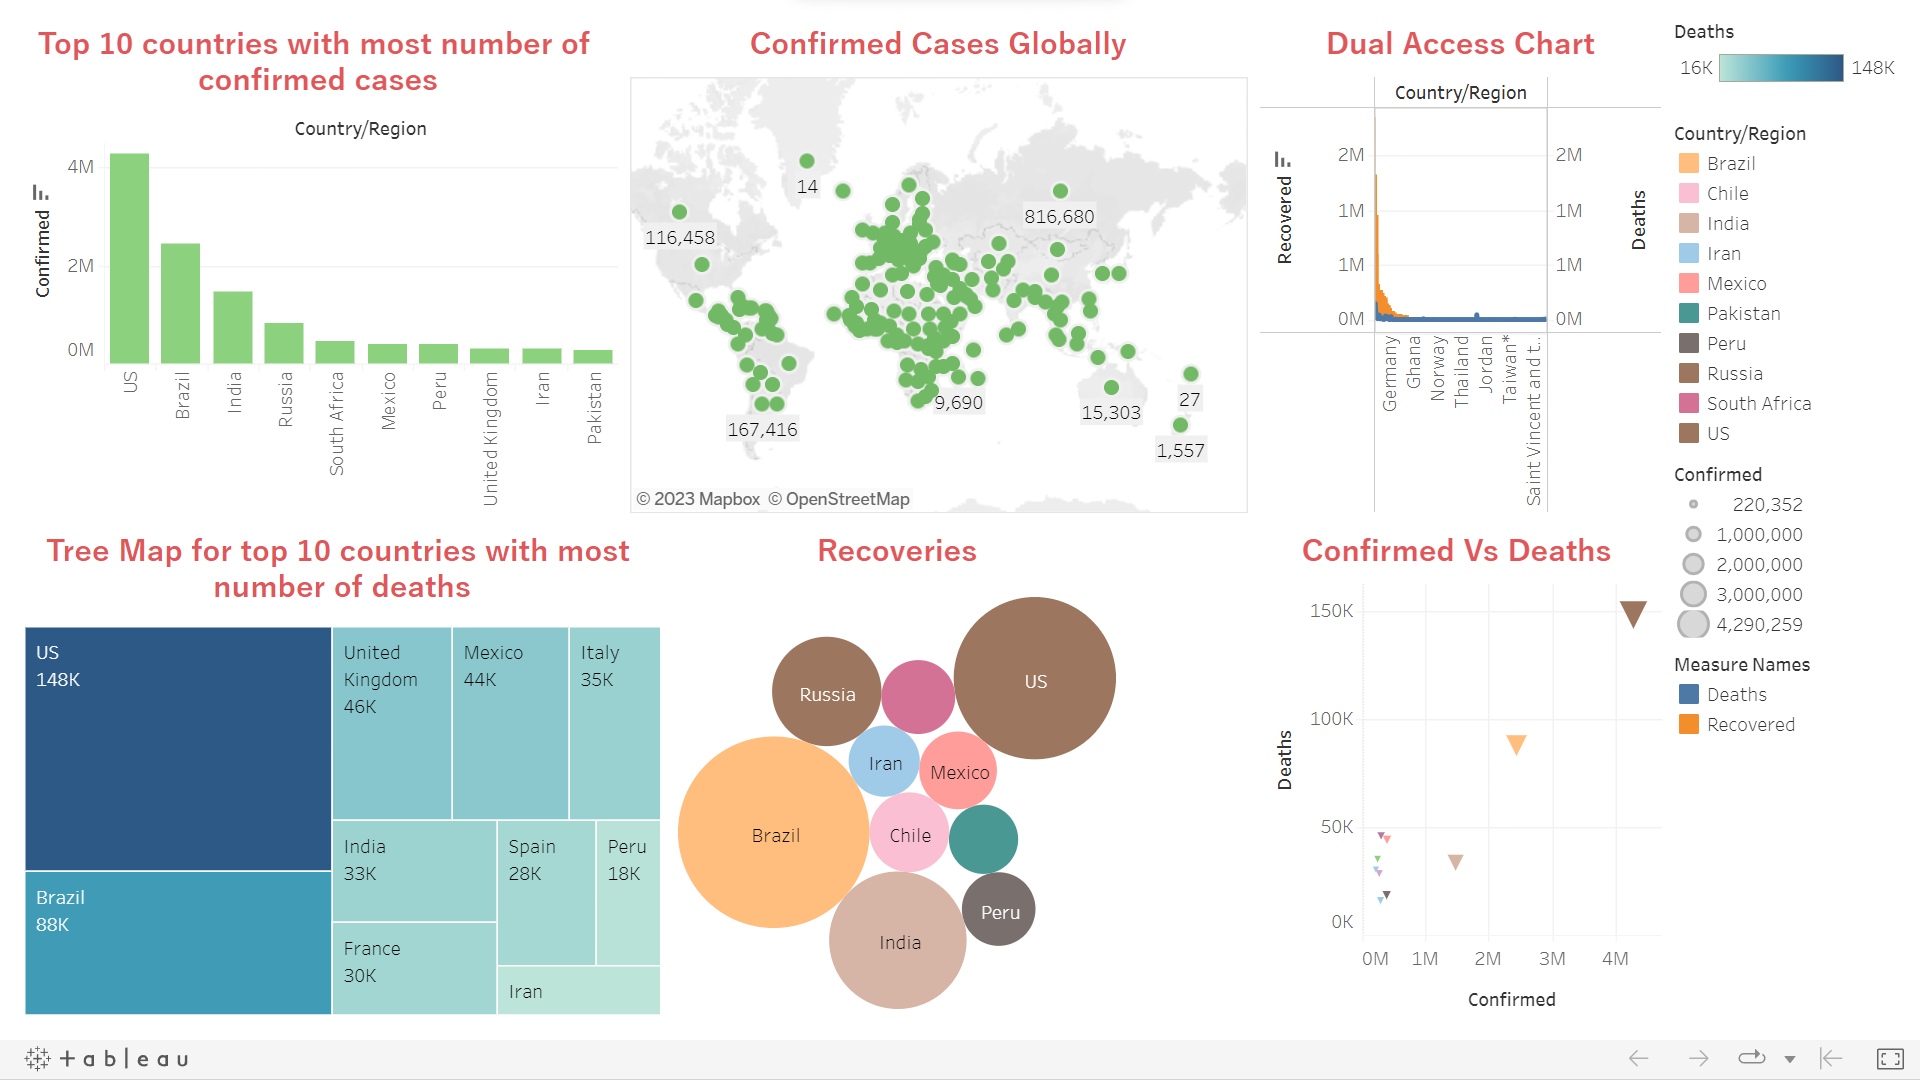 Top 10 countries with most number of
confirmed cases
Country/Region
Confirmed
4M
2M
0M
US
Brazil
India
Russia
South Africa
Mexico
Peru
United Kingdom
Iran
Pakistan
Confirmed Cases Globally
14
116,458
816,680
167,416
9,690
15,303
27
1,557
© 2023 Mapbox © OpenStreetMap
Dual Access Chart
Country/Region
Recovered
2M
1M
1M
0M
2M
1M
1M
0M
Deaths
Germany
Ghana
Norway
Thailand
Jordan
Taiwan*
Saint Vincent and t..
Deaths
16K
148K
Country/Region
Brazil
Chile
India
Iran
Mexico
Pakistan
Peru
Russia
South Africa
US
Confirmed
220,352
1,000,000
2,000,000
3,000,000
4,290,259
Measure Names
Deaths
Recovered
Tree Map for top 10 countries with most
number of deaths
US
148K
Brazil
88K
United
Kingdom
46K
Mexico
44K
Italy
35K
India
33K
France
30K
Spain
28K
Peru
18K
Iran
Recoveries
Russia
US
Iran
Mexico
Brazil
Chile
Peru
India
Confirmed Vs Deaths
Deaths
150K
100K
50K
0K
0M
1M
2M
3M
4M
Confirmed
+ableau